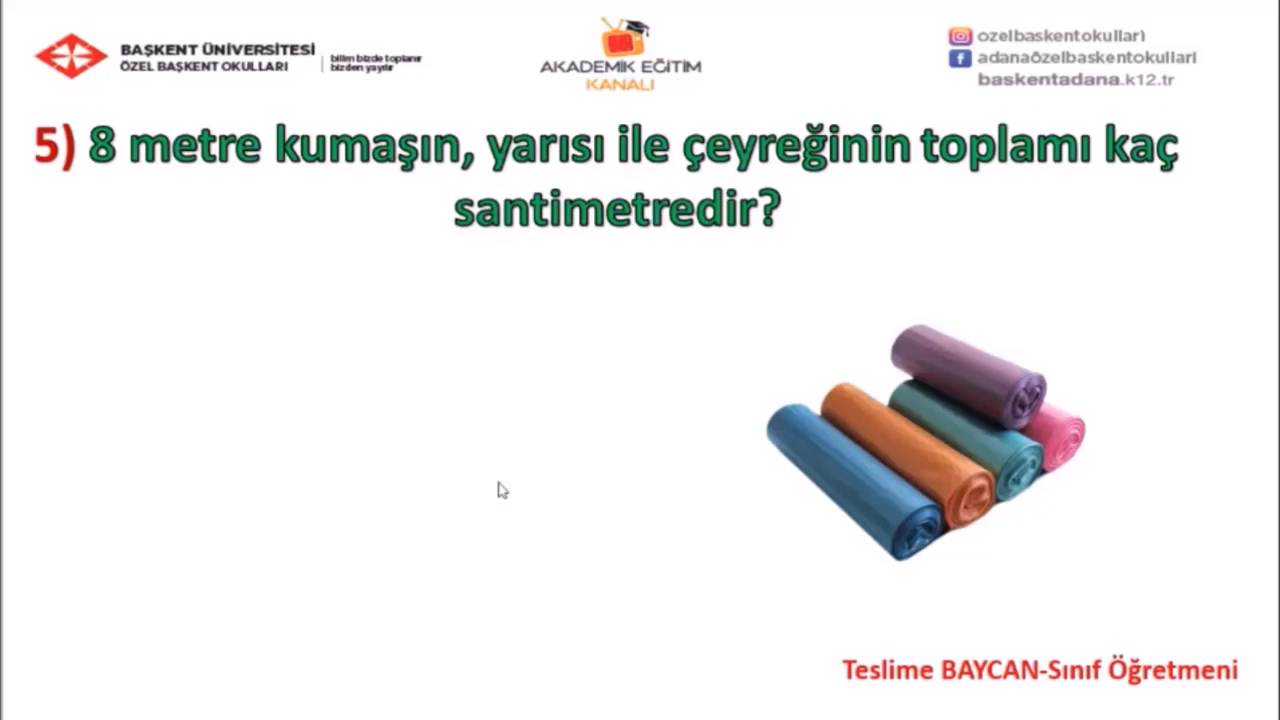 BAŞKENT ÜNİVERSİTESİ
ÖZEL BAŞKENT OKULLARI
bilim bizde toplanır
bizden yayılır
AKADEMİK EĞİTİM
KANALI
ozelbaskentokullari
adanaözelbaskentokullari
baskentadana.k12.tr
5) 8 metre kumaşın, yarısı ile çeyreğinin toplamı kaç
santimetredir?
Teslime BAYCAN-Sınıf Öğretmeni